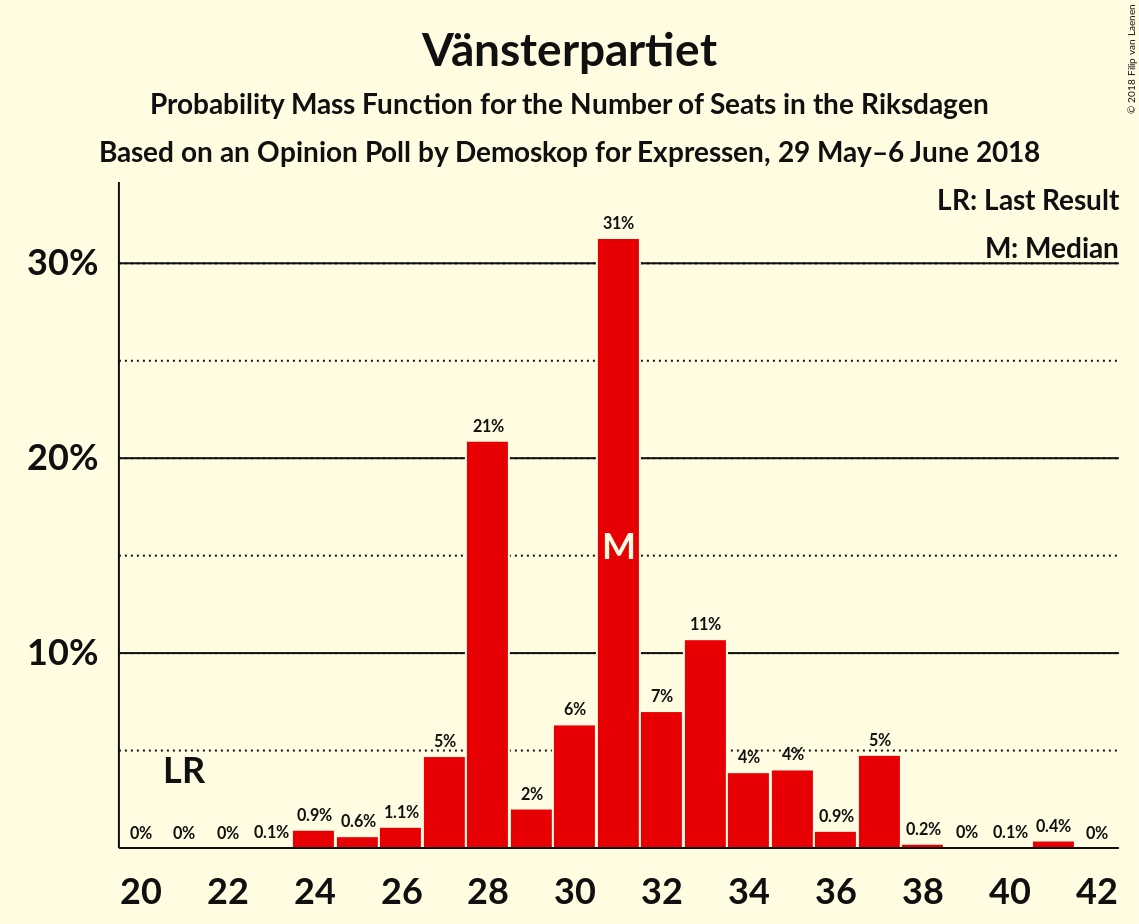 Vänsterpartiet
Probability Mass Function for the Number of Seats in the Riksdagen
Based on an Opinion Poll by Demoskop for Expressen, 29 May–6 June 2018
© 2018 Filip van Laenen
LR: Last Result
M: Median
30%
20%
10%
0%
0%
0%
0.1%
0.9%
0.6%
1.1%
5%
21%
2%
6%
31%
7%
11%
4%
4%
0.9%
5%
0.2%
0%
0.1%
0.4%
0%
LR
M
20 22 24 26 28 30 32 34 36 38 40 42